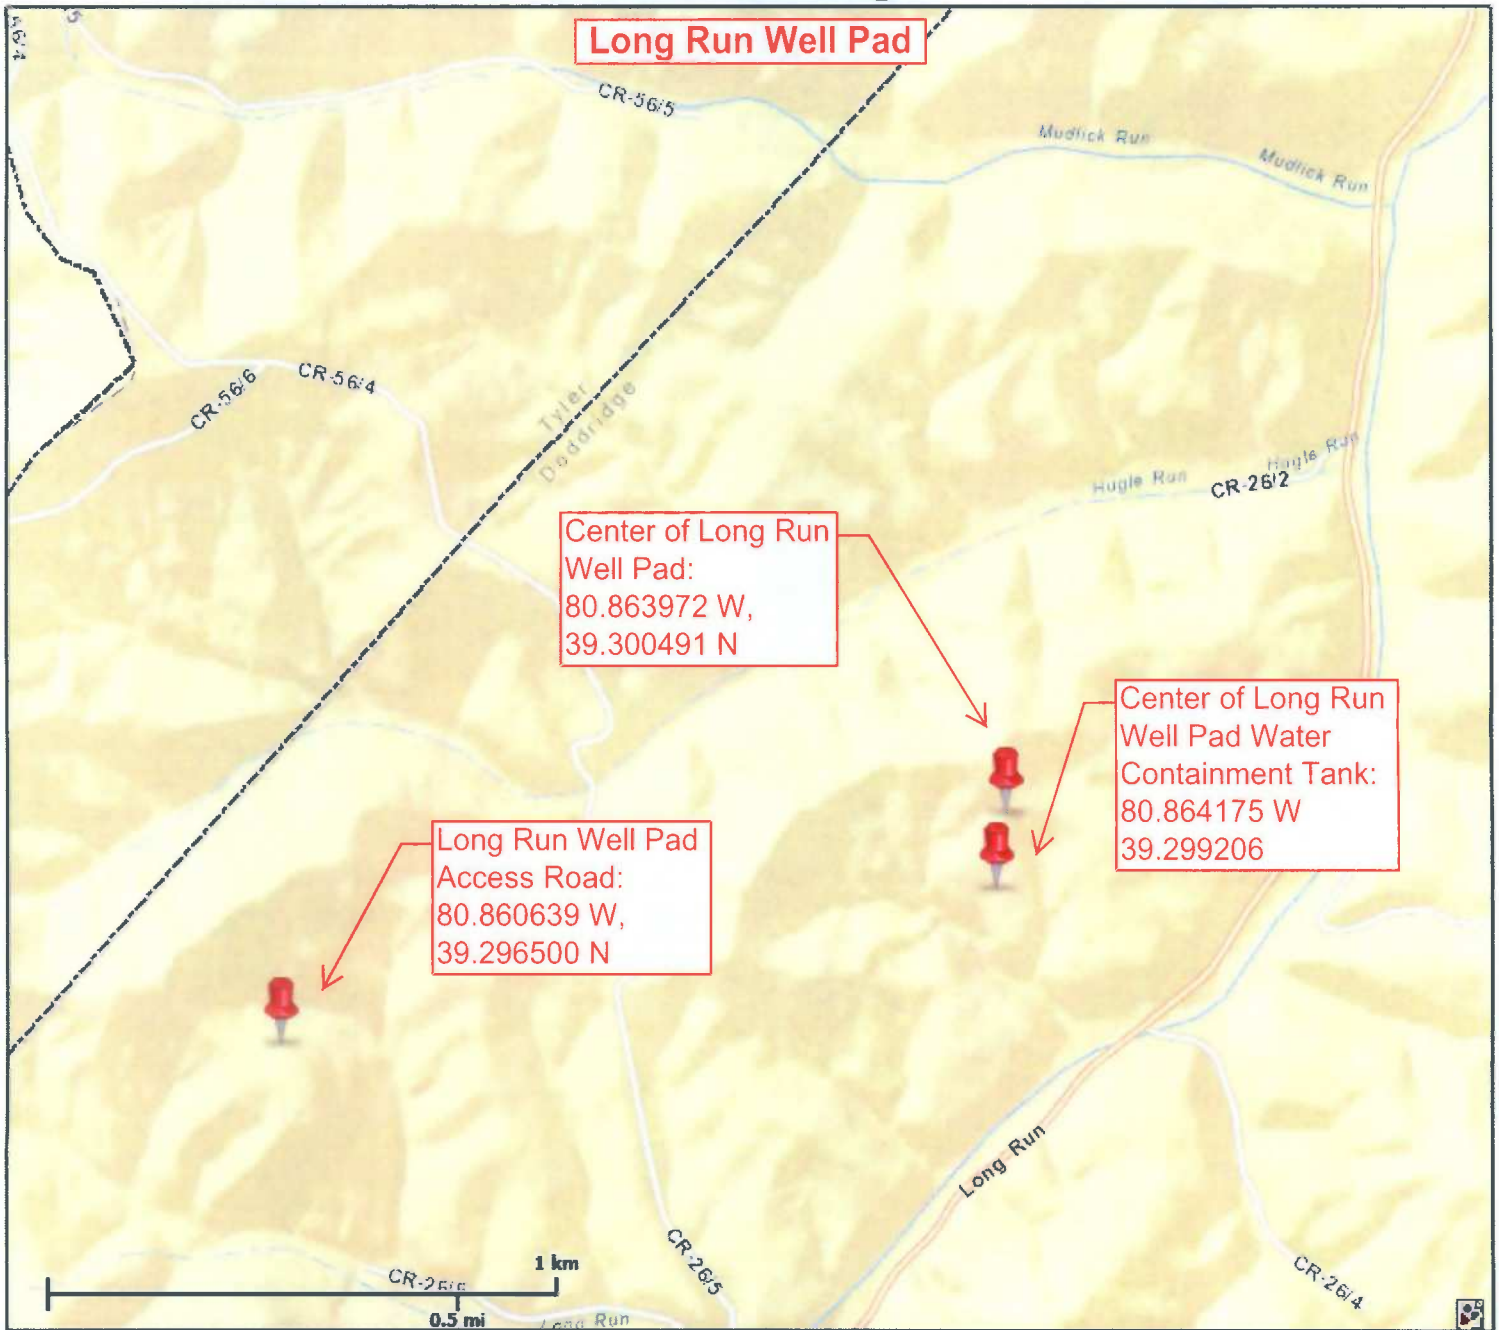 Long Run Well Pad
CR-56/5
Mudlick Run
Mudlick Run
CR-56/6
CR-56/4
Tyler
Doddridge
Hugle Run
Hugle Run
CR-26/2
Center of Long Run
Well Pad:
80.863972 W,
39.300491 N
Center of Long Run
Well Pad Water
Containment Tank:
80.864175 W
39.299206
Long Run Well Pad
Access Road:
80.860639 W,
39.296500 N
Long Run
CR-26/5
CR-26/4
1 km
0.5 mi
Long Run